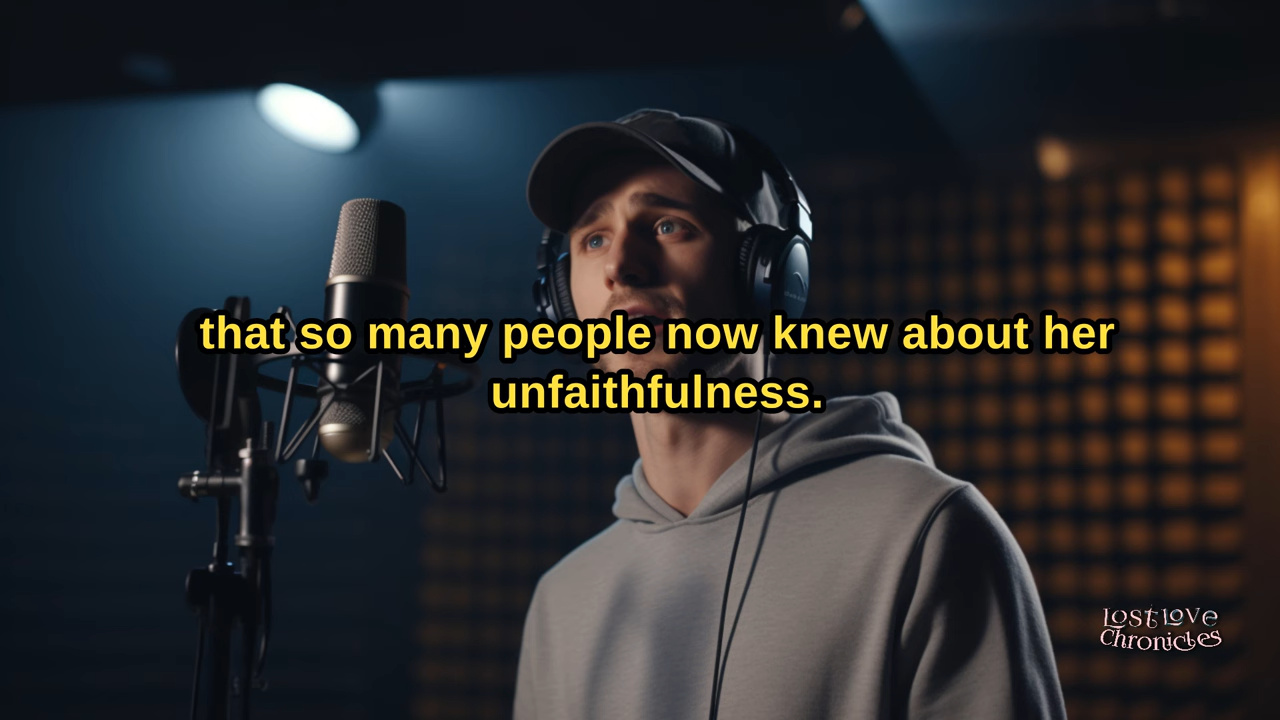 that so many people now knew about her
unfaithfulness.
Lost love
Chronicles